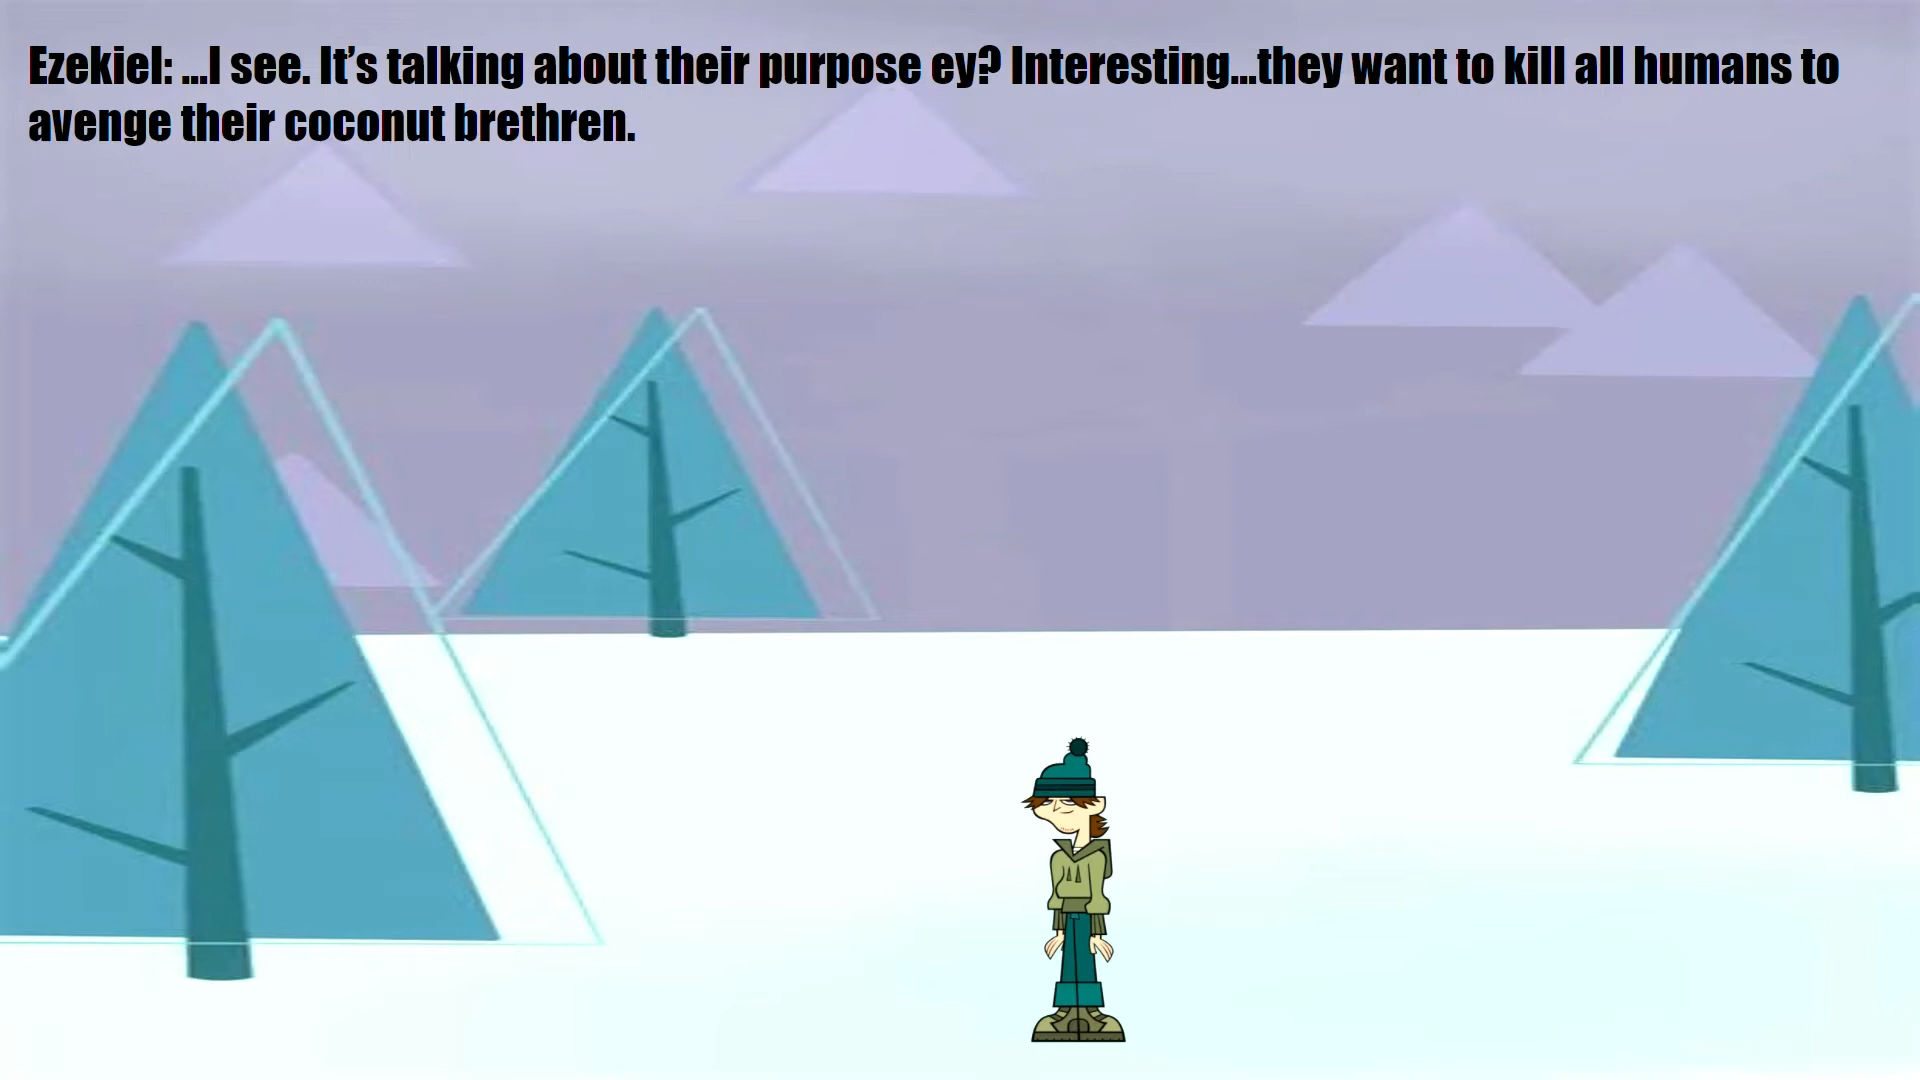 Ezekiel: ...I see. It’s talking about their purpose ey? Interesting...they want to kill all humans to
avenge their coconut brethren.